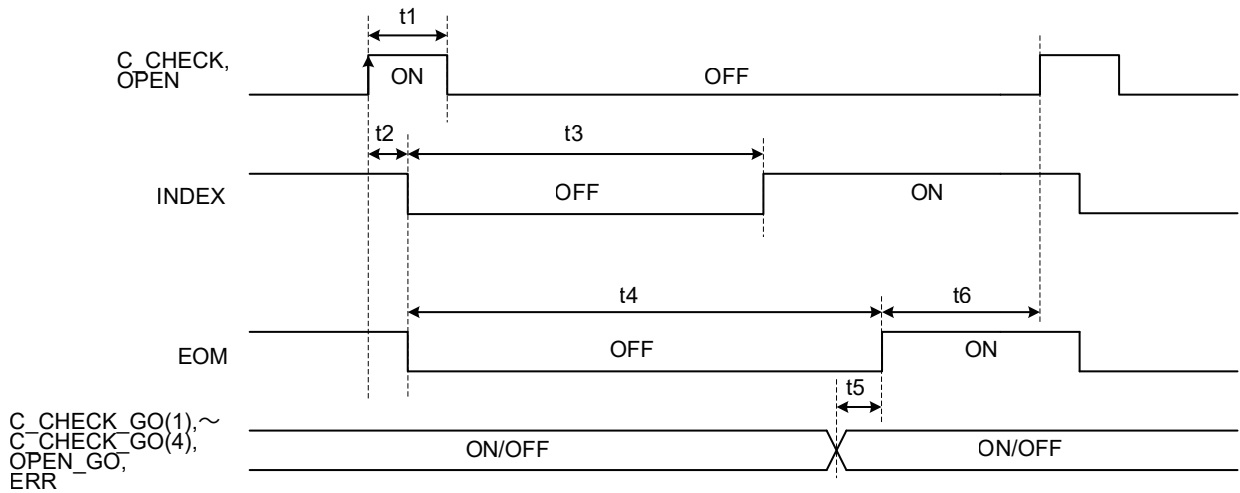 t1
C_CHECK,
OPEN
ON
OFF
t2
t3
INDEX
OFF
ON
t4
t6
EOM
OFF
ON
t5
C_CHECK_GO(1),～
C_CHECK_GO(4),
OPEN_GO,
ERR
ON/OFF
ON/OFF